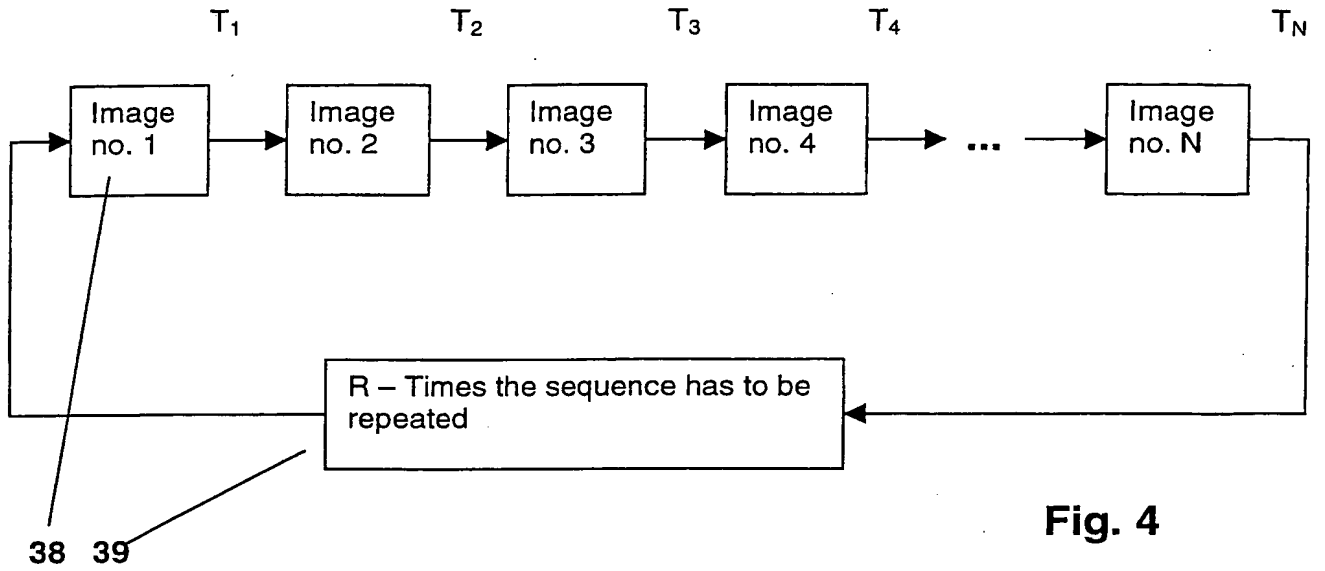 T₁ T₂ T₃ T₄ T_N
Image
no. 1
Image
no. 2
Image
no. 3
Image
no. 4
...
Image
no. N
R – Times the sequence has to be
repeated
Fig. 4
38 39